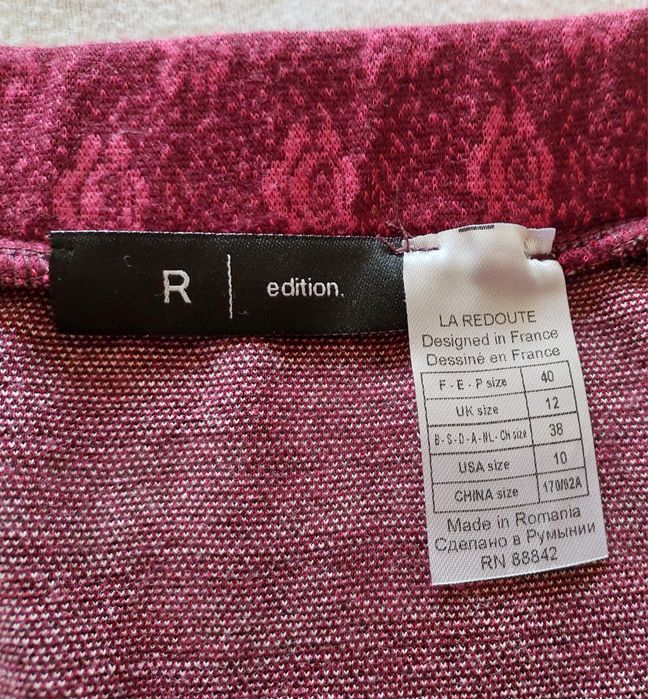 R | edition.
LA REDOUTE
Designed in France
Dessiné en France
F - E - P size 40
UK size 12
B - S - D - A - NL - Ch size 38
USA size 10
CHINA size 170/92A
Made in Romania
Сделано в Румынии
RN 88842